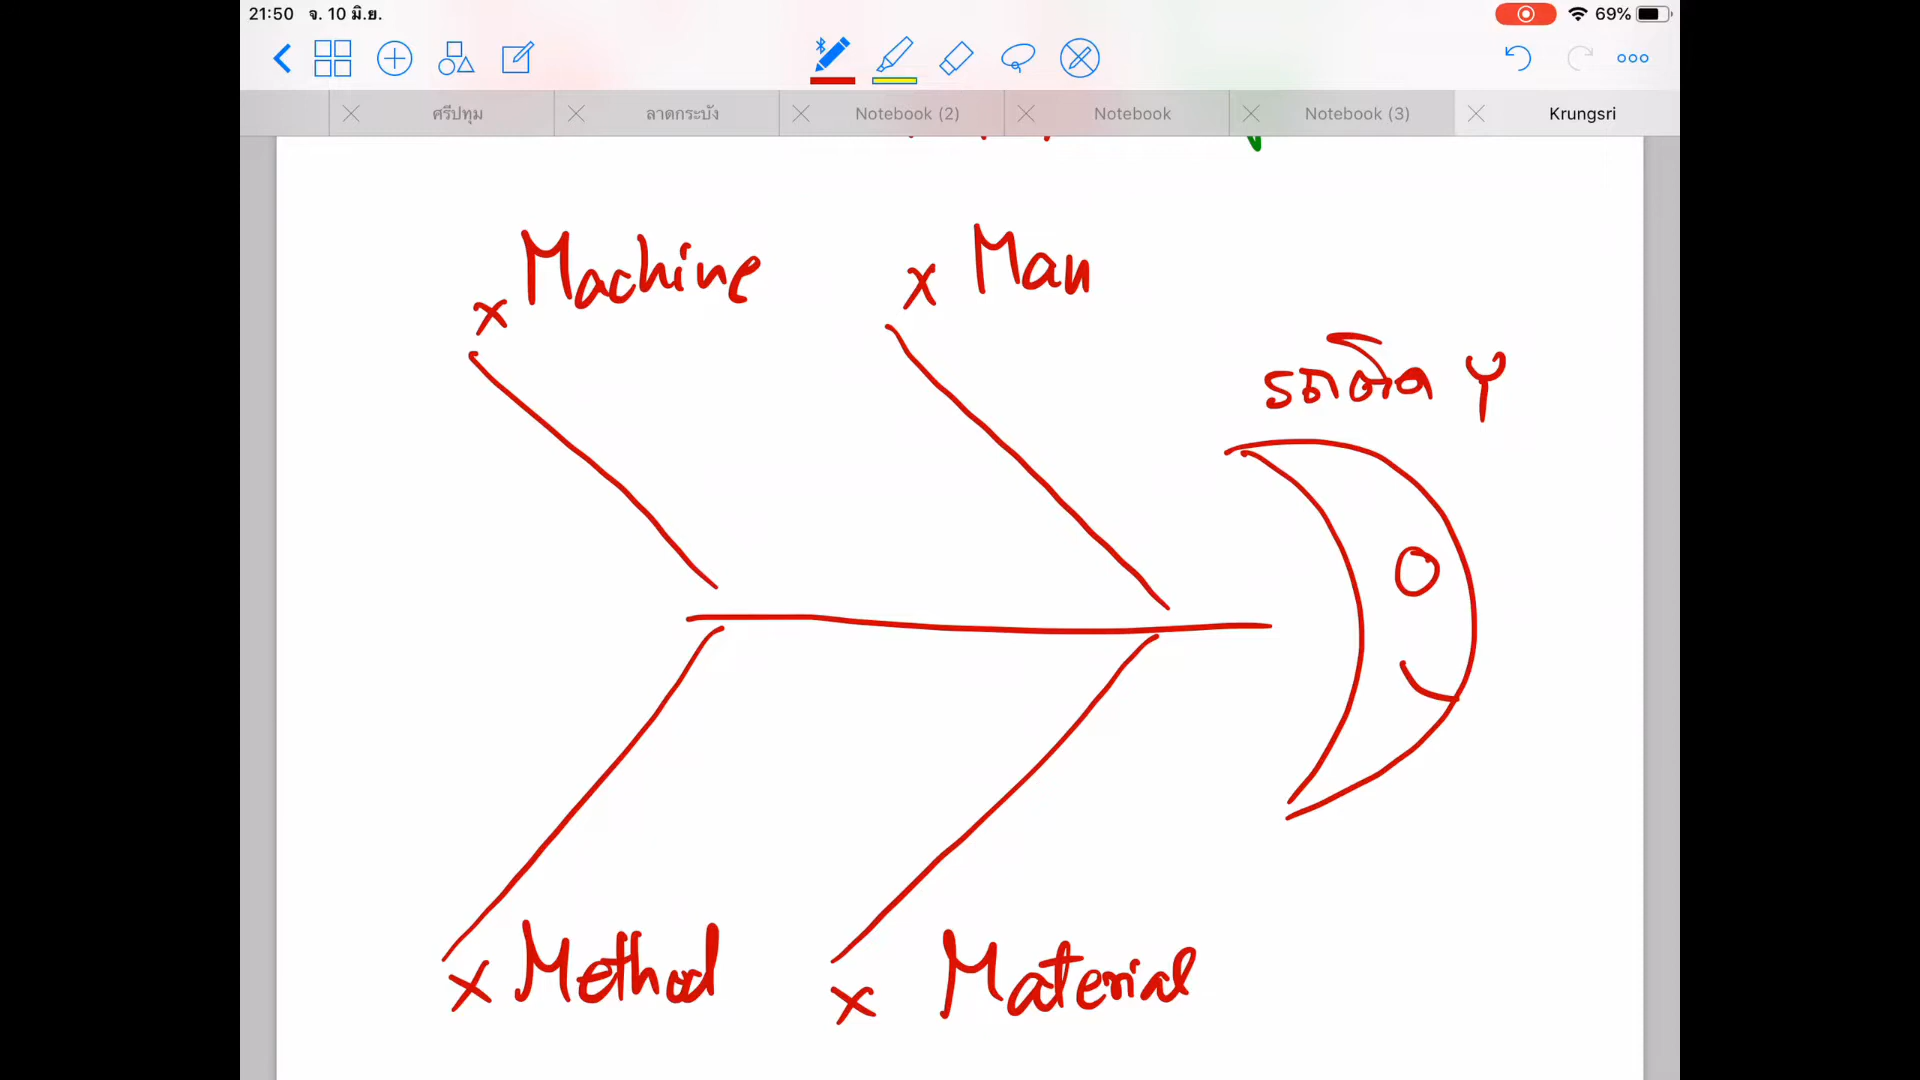 21:50 จ. 10 มิ.ย.
69%
ศรีปทุม
ลาดกระบัง
Notebook (2)
Notebook
Notebook (3)
Krungsri
x Machine
x Man
รถติด Y
x Method
x Material